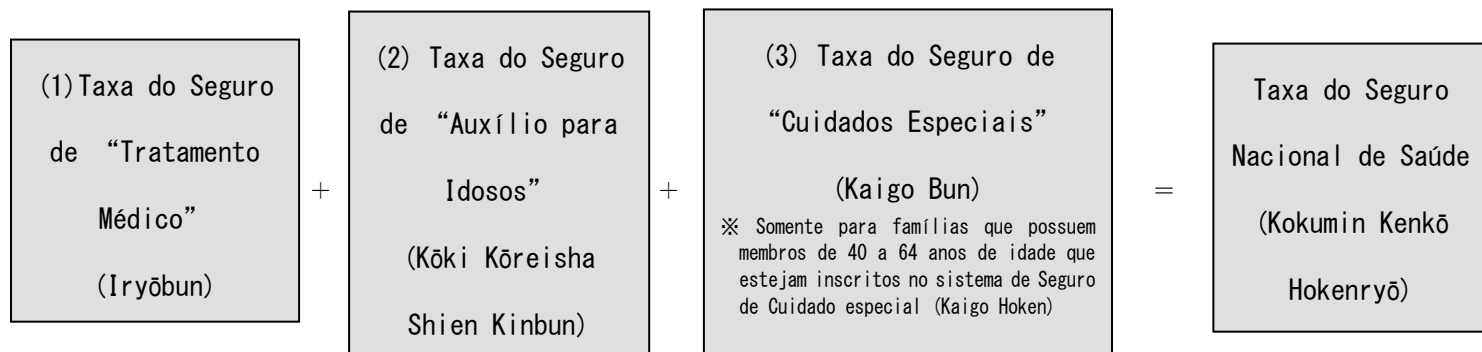 (1)Taxa do Seguro
de “Tratamento
Médico”
(Iryōbun)
+
(2) Taxa do Seguro
de “Auxílio para
Idosos”
(Kōki Kōreisha
Shien Kinbun)
+
(3) Taxa do Seguro de
“Cuidados Especiais”
(Kaigo Bun)
※ Somente para famílias que possuem
membros de 40 a 64 anos de idade que
estejam inscritos no sistema de Seguro
de Cuidado especial (Kaigo Hoken)
=
Taxa do Seguro
Nacional de Saúde
(Kokumin Kenkō
Hokenryō)